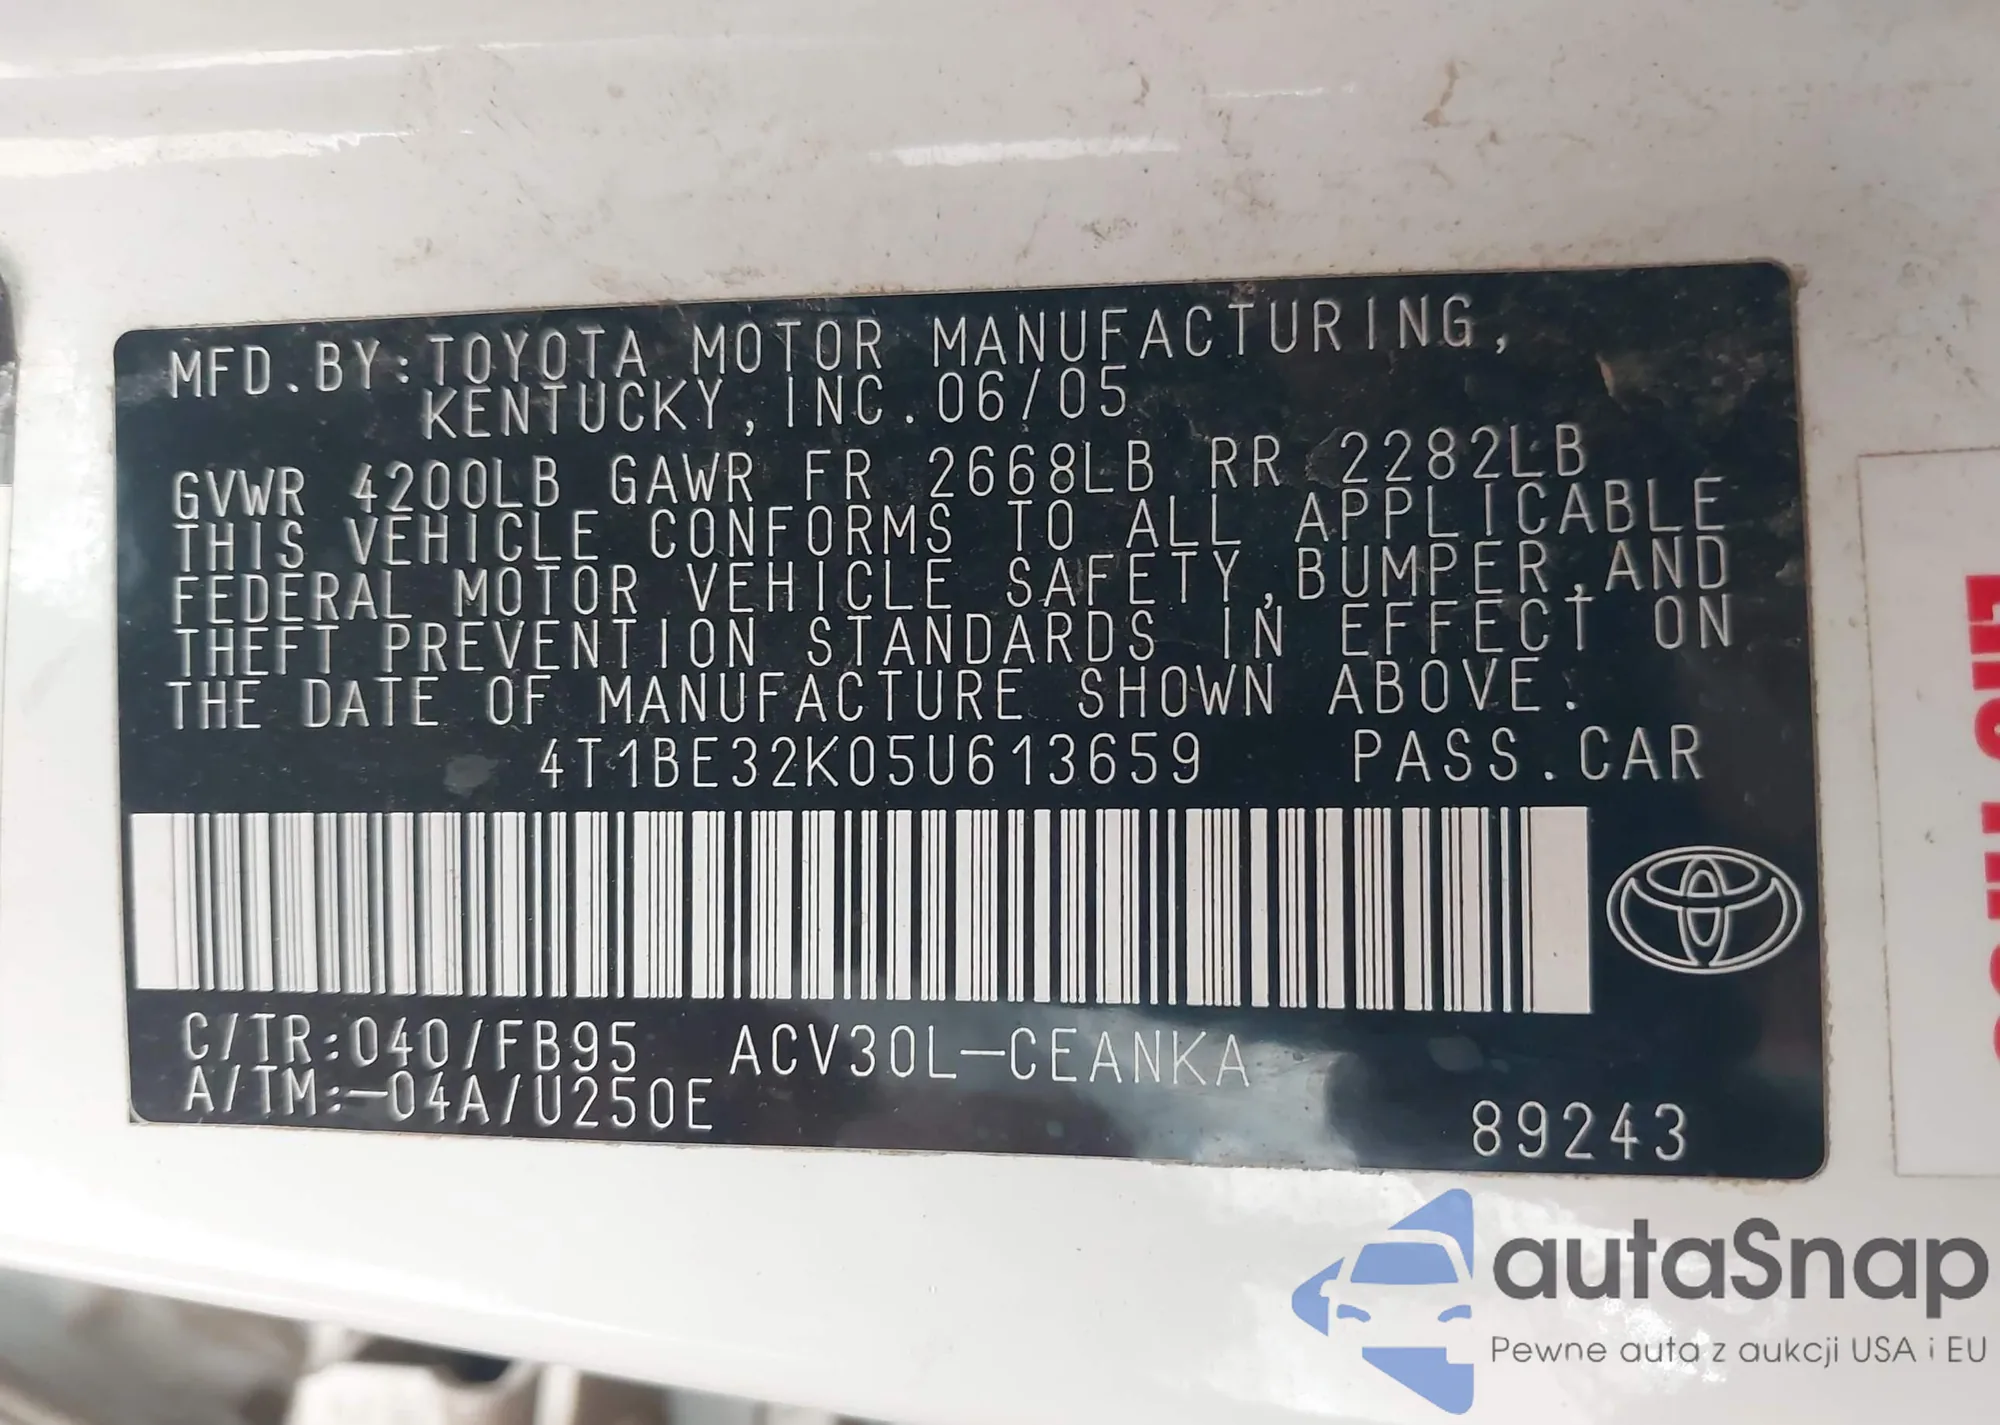 MFD.BY:TOYOTA MOTOR MANUFACTURING,
KENTUCKY,INC.06/05
GVWR 4200LB GAWR FR 2668LB RR 2282LB
THIS VEHICLE CONFORMS TO ALL APPLICABLE
FEDERAL MOTOR VEHICLE SAFETY,BUMPER,AND
THEFT PREVENTION STANDARDS IN EFFECT ON
THE DATE OF MANUFACTURE SHOWN ABOVE.
4T1BE32K05U613659 PASS.CAR
C/TR:040/FB95 ACV30L-CEANKA
A/TM:-04A/U250E
89243
autaSnap
Pewne auta z aukcji USA i EU